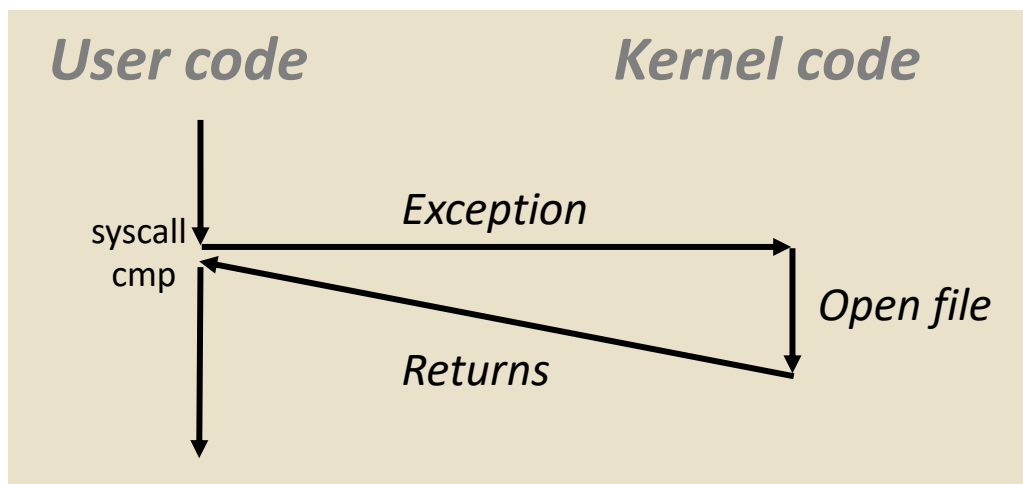 User code
Kernel code
Exception
syscall
cmp
Open file
Returns